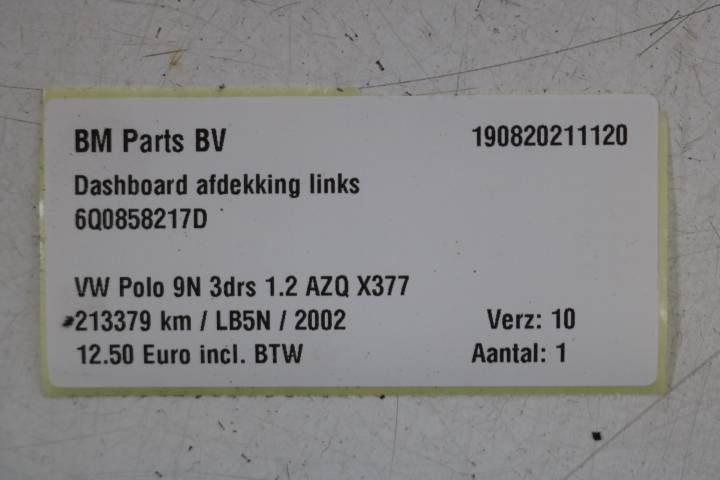 BM Parts BV 190820211120
Dashboard afdekking links
6Q0858217D
VW Polo 9N 3drs 1.2 AZQ X377
213379 km / LB5N / 2002 Verz: 10
12.50 Euro incl. BTW Aantal: 1